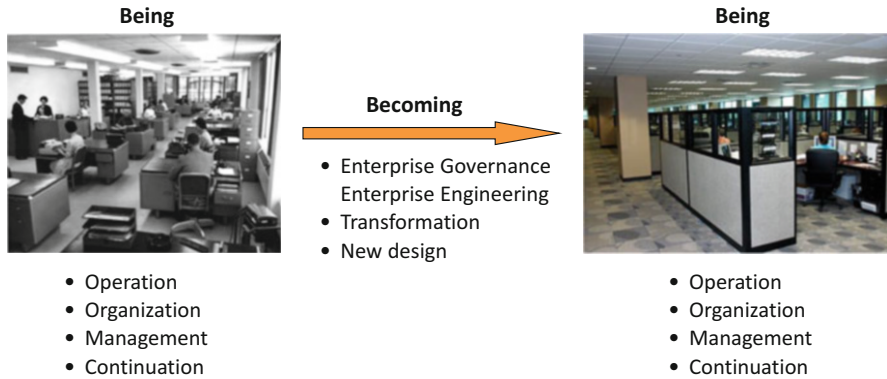 Being
Being
Becoming
• Enterprise Governance
Enterprise Engineering
• Transformation
• New design
• Operation
• Organization
• Management
• Continuation
• Operation
• Organization
• Management
• Continuation